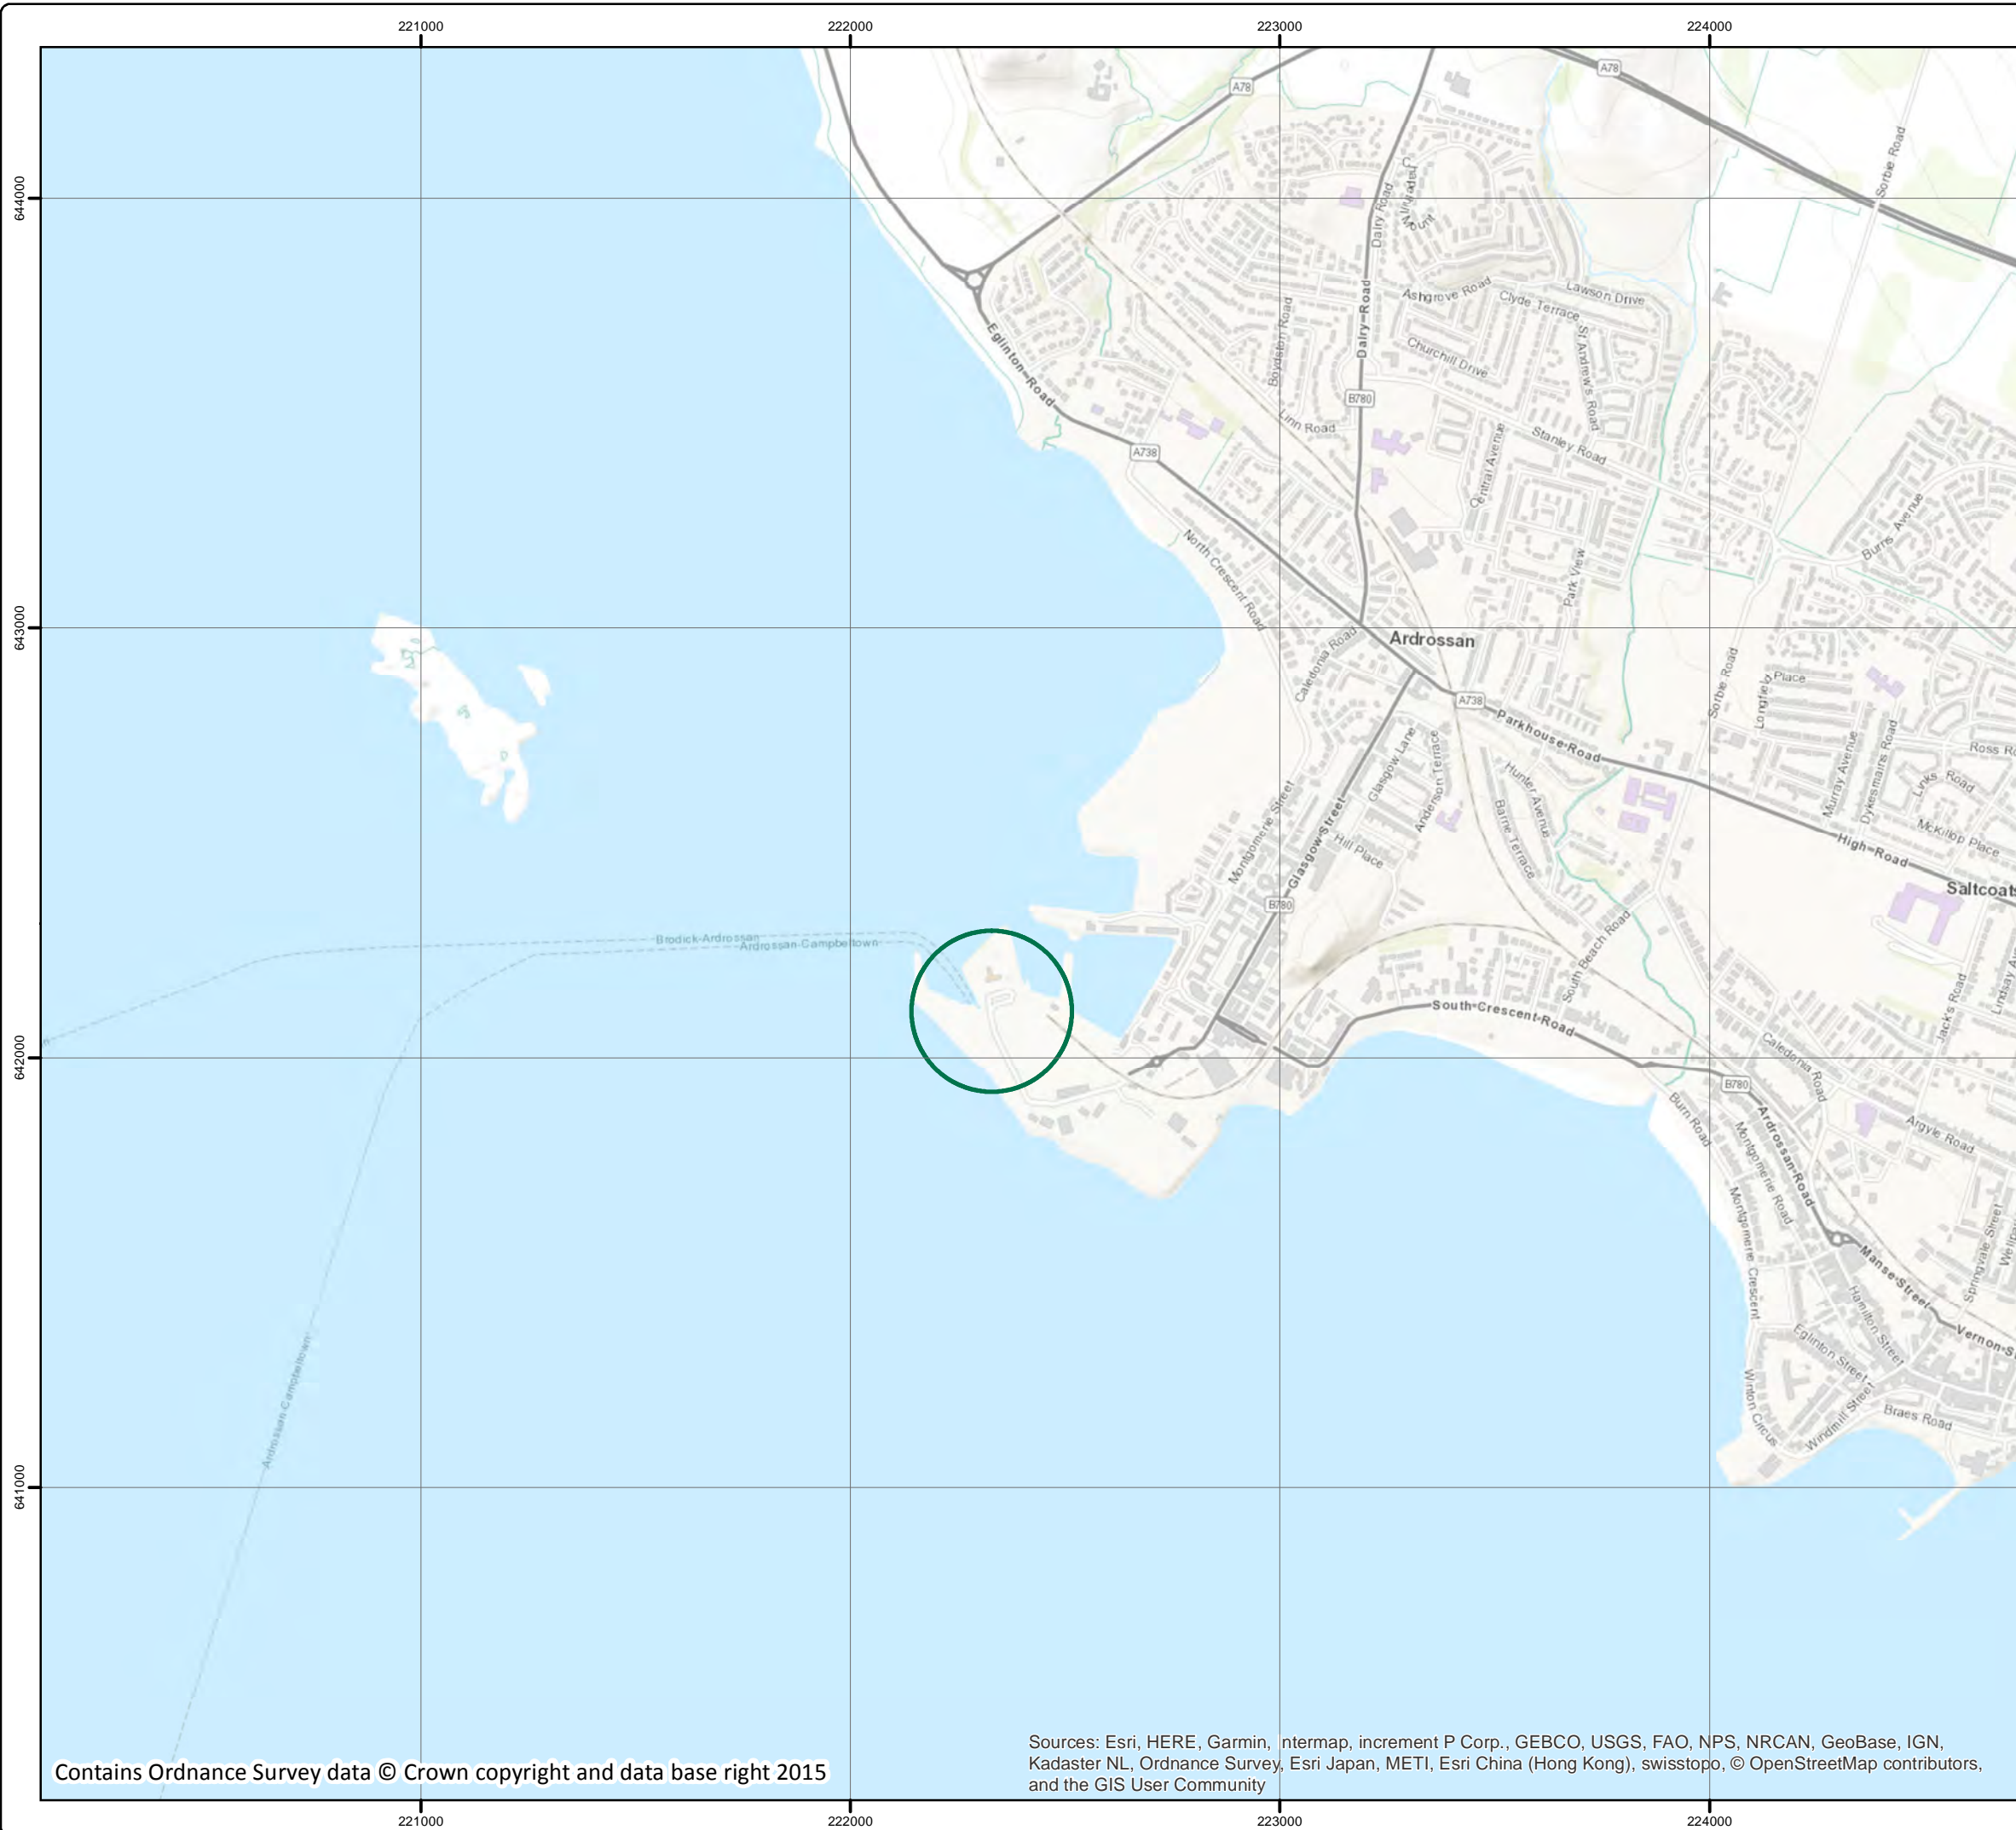 221000
222000
223000
224000
644000
643000
642000
641000
A78
A78
Sorbie Road
Dalry Road
Dalry Road
Mount
Ashgrove Road
Lawson Drive
Clyde Terrace
St Andrew's Road
Churchill Drive
Boydston Road
Eglinton Road
B780
Linn Road
A738
Stanley Road
Central Avenue
Burns Avenue
North Crescent Road
Park View
Ardrossan
Caledonia Road
Sorbie Road
Longfield Place
A738
Parkhouse Road
Glasgow Lane
Anderson Terrace
Hunter Avenue
Barrie Terrace
Murray Avenue
Dykesmains Road
Ross R
Links Road
McKillop Place
Montgomerie Street
Glasgow Street
Hill Place
High Road
Saltcoats
B780
South Beach Road
Brodick-Ardrossan
Ardrossan-Campbeltown
South Crescent Road
Jack's Road
Lindsay Av
Caledonia Road
B780
Burn Road
Ardrossan Road
Argyle Road
Montgomerie Road
Montgomerie Crescent
Springvale Street
Manse Street
Hamilton Street
Vernon S
Eglinton Street
Winton Circus
Windmill Street
Braes Road
Ardrossan-Campbeltown
Contains Ordnance Survey data © Crown copyright and data base right 2015
Sources: Esri, HERE, Garmin, Intermap, increment P Corp., GEBCO, USGS, FAO, NPS, NRCAN, GeoBase, IGN,
Kadaster NL, Ordnance Survey, Esri Japan, METI, Esri China (Hong Kong), swisstopo, © OpenStreetMap contributors,
and the GIS User Community
221000
222000
223000
224000